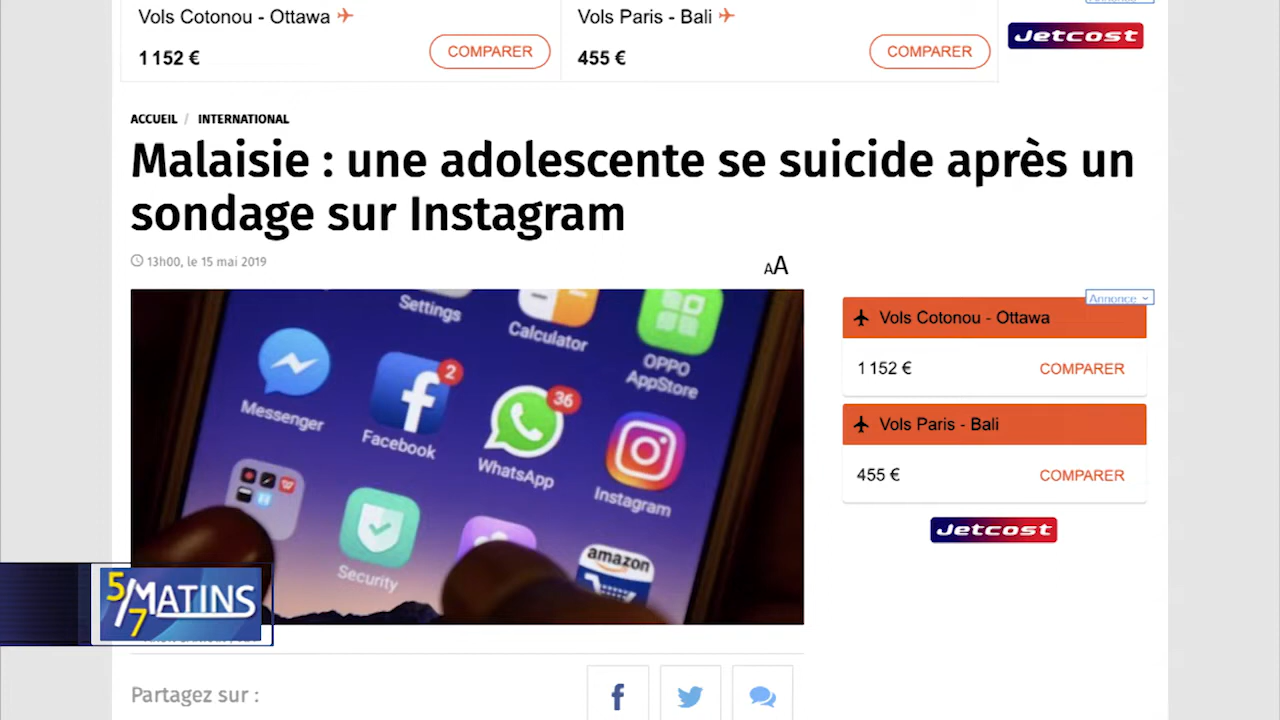 Vols Cotonou - Ottawa
1 152 €
COMPARER
Vols Paris - Bali
455 €
COMPARER
Jetcost
ACCUEIL / INTERNATIONAL
Malaisie : une adolescente se suicide après un
sondage sur Instagram
13h00, le 15 mai 2019
AA
Settings
Calculator
OPPO
AppStore
Messenger
2
Facebook
36
WhatsApp
Instagram
Security
amazon
Annonce
Vols Cotonou - Ottawa
1 152 € COMPARER
Vols Paris - Bali
455 € COMPARER
Jetcost
5/7 MATINS
Partagez sur :